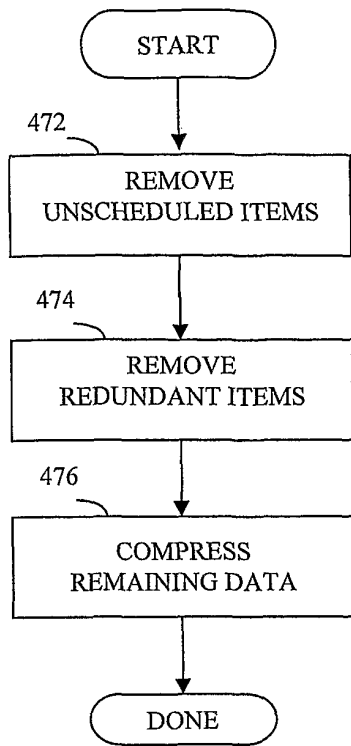 START
472
REMOVE
UNSCHEDULED ITEMS
474
REMOVE
REDUNDANT ITEMS
476
COMPRESS
REMAINING DATA
DONE